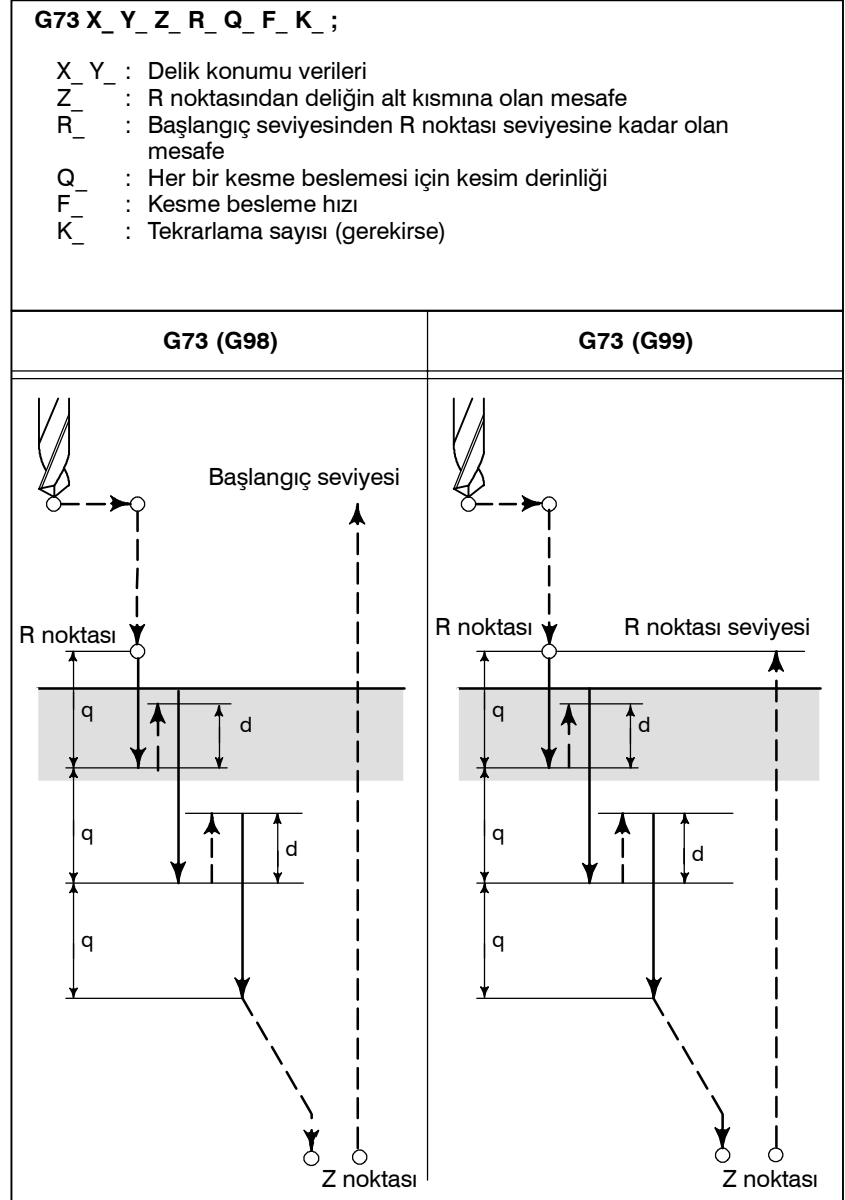 G73 X_ Y_ Z_ R_ Q_ F_ K_ ;
X_ Y_ : Delik konumu verileri
Z_ : R noktasından deliğin alt kısmına olan mesafe
R_ : Başlangıç seviyesinden R noktası seviyesine kadar olan
mesafe
Q_ : Her bir kesme beslemesi için kesim derinliği
F_ : Kesme besleme hızı
K_ : Tekrarlama sayısı (gerekirse)
G73 (G98)
G73 (G99)
Başlangıç seviyesi
R noktası
q
d
q
d
q
Z noktası
R noktası
R noktası seviyesi
q
d
q
d
q
Z noktası